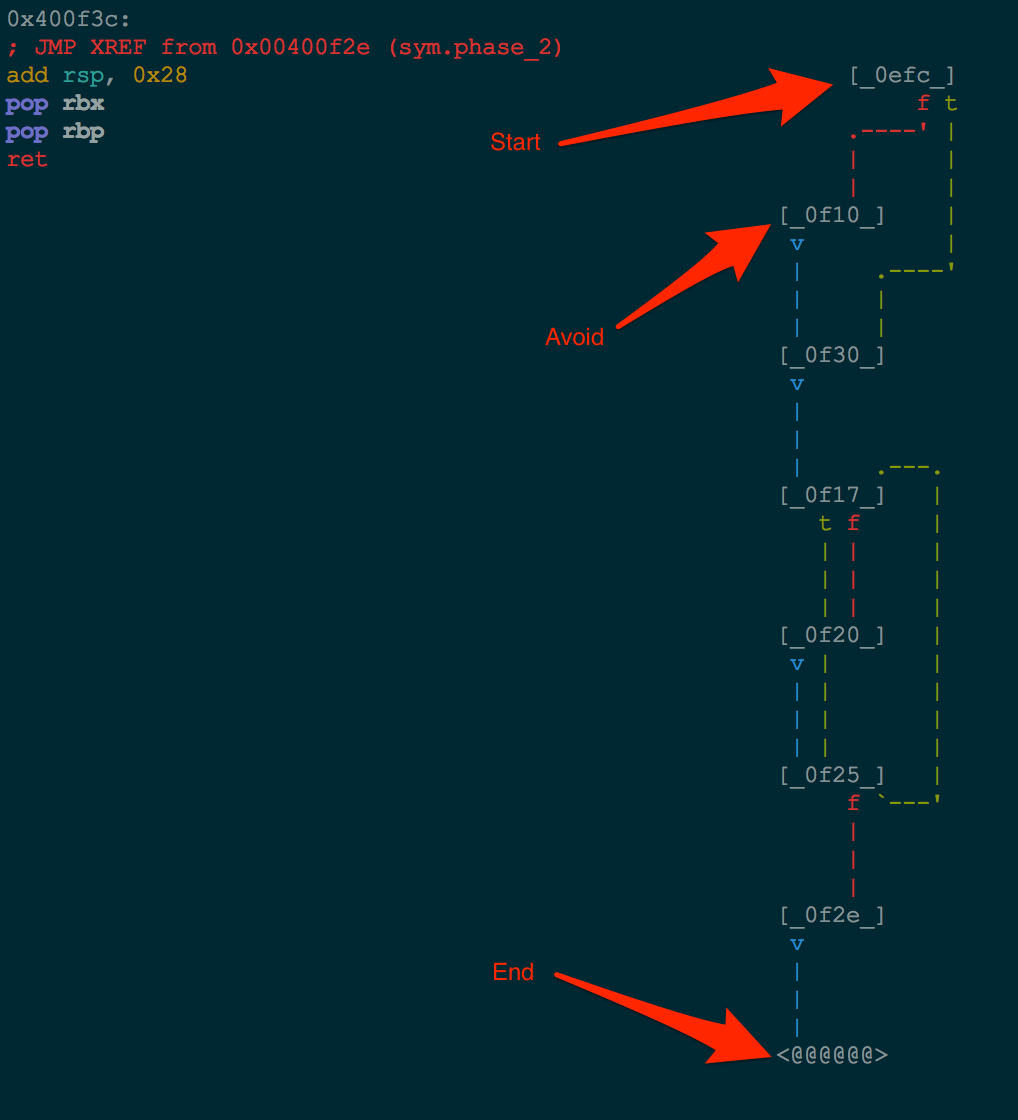 0x400f3c:
; JMP XREF from 0x00400f2e (sym.phase_2)
add rsp, 0x28
pop rbx
pop rbp
ret
[_0efc_]
f t
Start
[_0f10_]
v
Avoid
[_0f30_]
v
[_0f17_]
t f
[_0f20_]
v
[_0f25_]
f
[_0f2e_]
v
End
<@@@@@@>